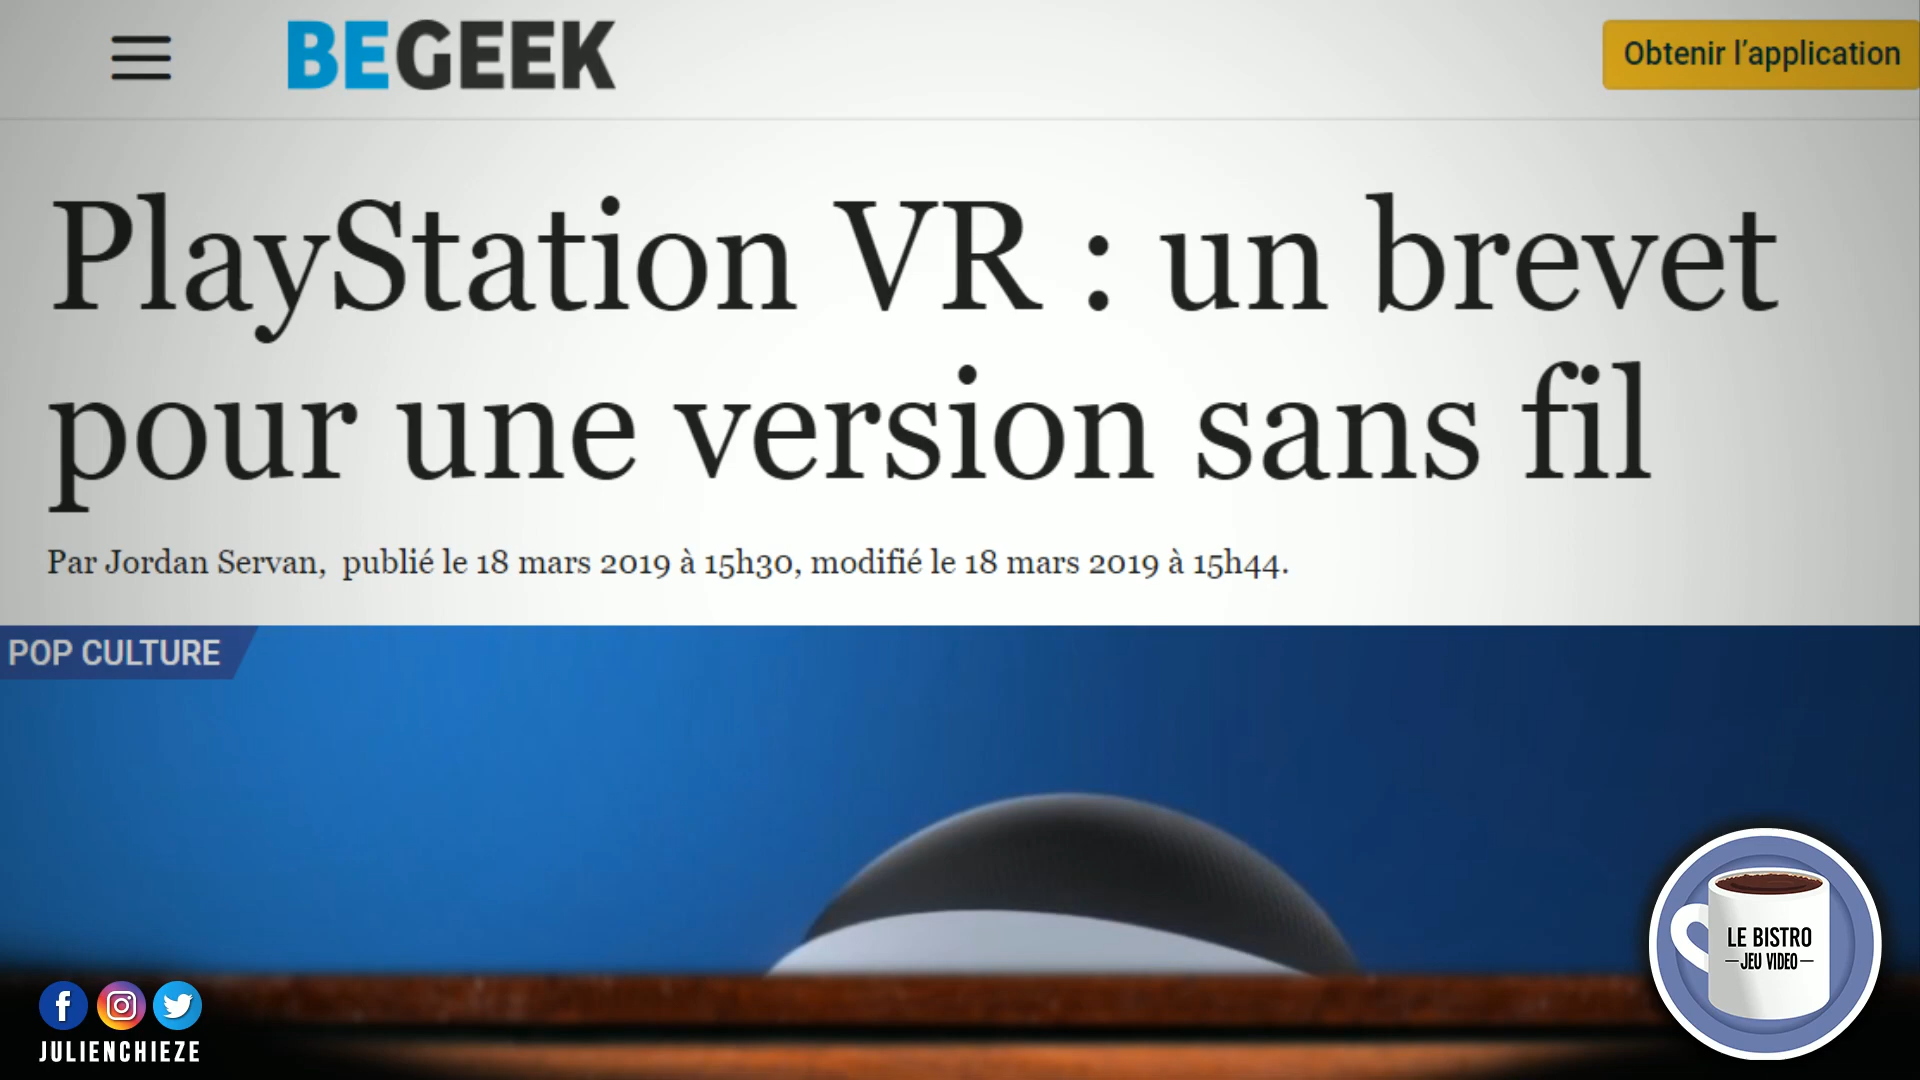 BEGEEK
Obtenir l’application
PlayStation VR : un brevet
pour une version sans fil
Par Jordan Servan,  publié le 18 mars 2019 à 15h30, modifié le 18 mars 2019 à 15h44.
POP CULTURE
LE BISTRO
—JEU VIDEO—
JULIENCHIEZE